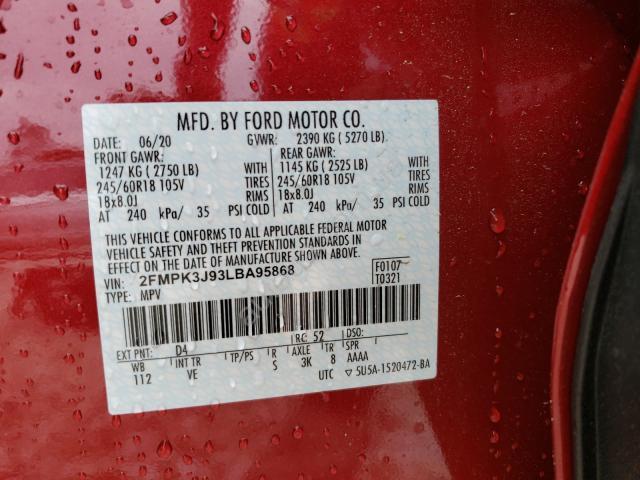 MFD. BY FORD MOTOR CO.
DATE: 06/20 GVWR: 2390 KG ( 5270 LB)
FRONT GAWR: REAR GAWR:
1247 KG ( 2750 LB) WITH 1145 KG ( 2525 LB) WITH
245/60R18 105V TIRES 245/60R18 105V TIRES
18x8.0J RIMS 18x8.0J RIMS
AT 240 kPa/ 35 PSI COLD AT 240 kPa/ 35 PSI COLD
THIS VEHICLE CONFORMS TO ALL APPLICABLE FEDERAL MOTOR
VEHICLE SAFETY AND THEFT PREVENTION STANDARDS IN
EFFECT ON THE DATE OF MANUFACTURE SHOWN ABOVE.
VIN: 2FMPK3J93LBA95868 F0107
TYPE: MPV T0321
EXT PNT: D4 RC: 52 DSO:
WB INT TR TP/PS R AXLE TR SPR
112 VE S 3K 8 AAAA
UTC ▽ 5U5A-1520472-BA